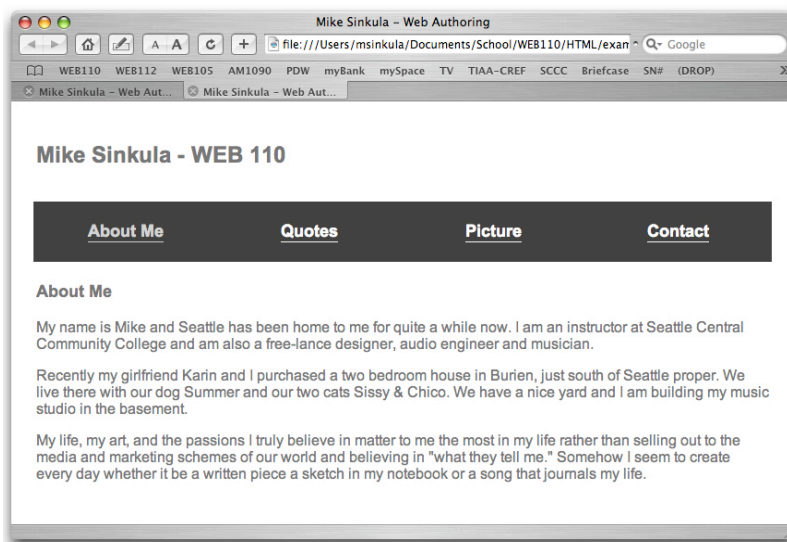 Mike Sinkula – Web Authoring
A A
file:///Users/msinkula/Documents/School/WEB110/HTML/exam
Google
WEB110 WEB112 WEB105 AM1090 PDW myBank mySpace TV TIAA-CREF SCCC Briefcase SN# (DROP)
Mike Sinkula – Web Aut... Mike Sinkula – Web Aut...
Mike Sinkula - WEB 110
About Me Quotes Picture Contact
About Me
My name is Mike and Seattle has been home to me for quite a while now. I am an instructor at Seattle Central
Community College and am also a free-lance designer, audio engineer and musician.
Recently my girlfriend Karin and I purchased a two bedroom house in Burien, just south of Seattle proper. We
live there with our dog Summer and our two cats Sissy & Chico. We have a nice yard and I am building my music
studio in the basement.
My life, my art, and the passions I truly believe in matter to me the most in my life rather than selling out to the
media and marketing schemes of our world and believing in "what they tell me." Somehow I seem to create
every day whether it be a written piece a sketch in my notebook or a song that journals my life.